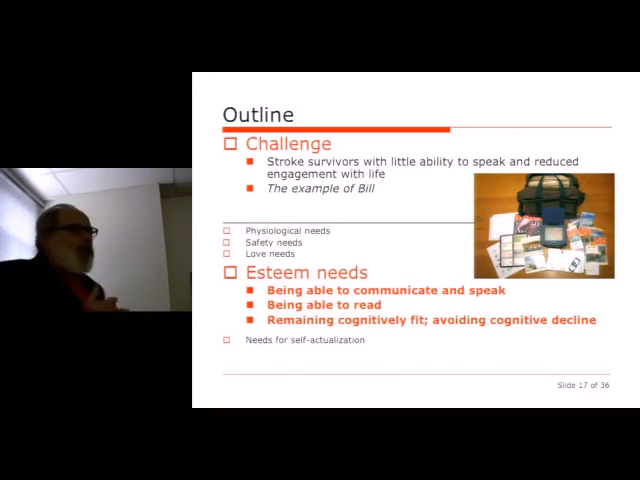 Outline
Challenge
Stroke survivors with little ability to speak and reduced
engagement with life
The example of Bill
Physiological needs
Safety needs
Love needs
Esteem needs
Being able to communicate and speak
Being able to read
Remaining cognitively fit; avoiding cognitive decline
Needs for self-actualization
Slide 17 of 36